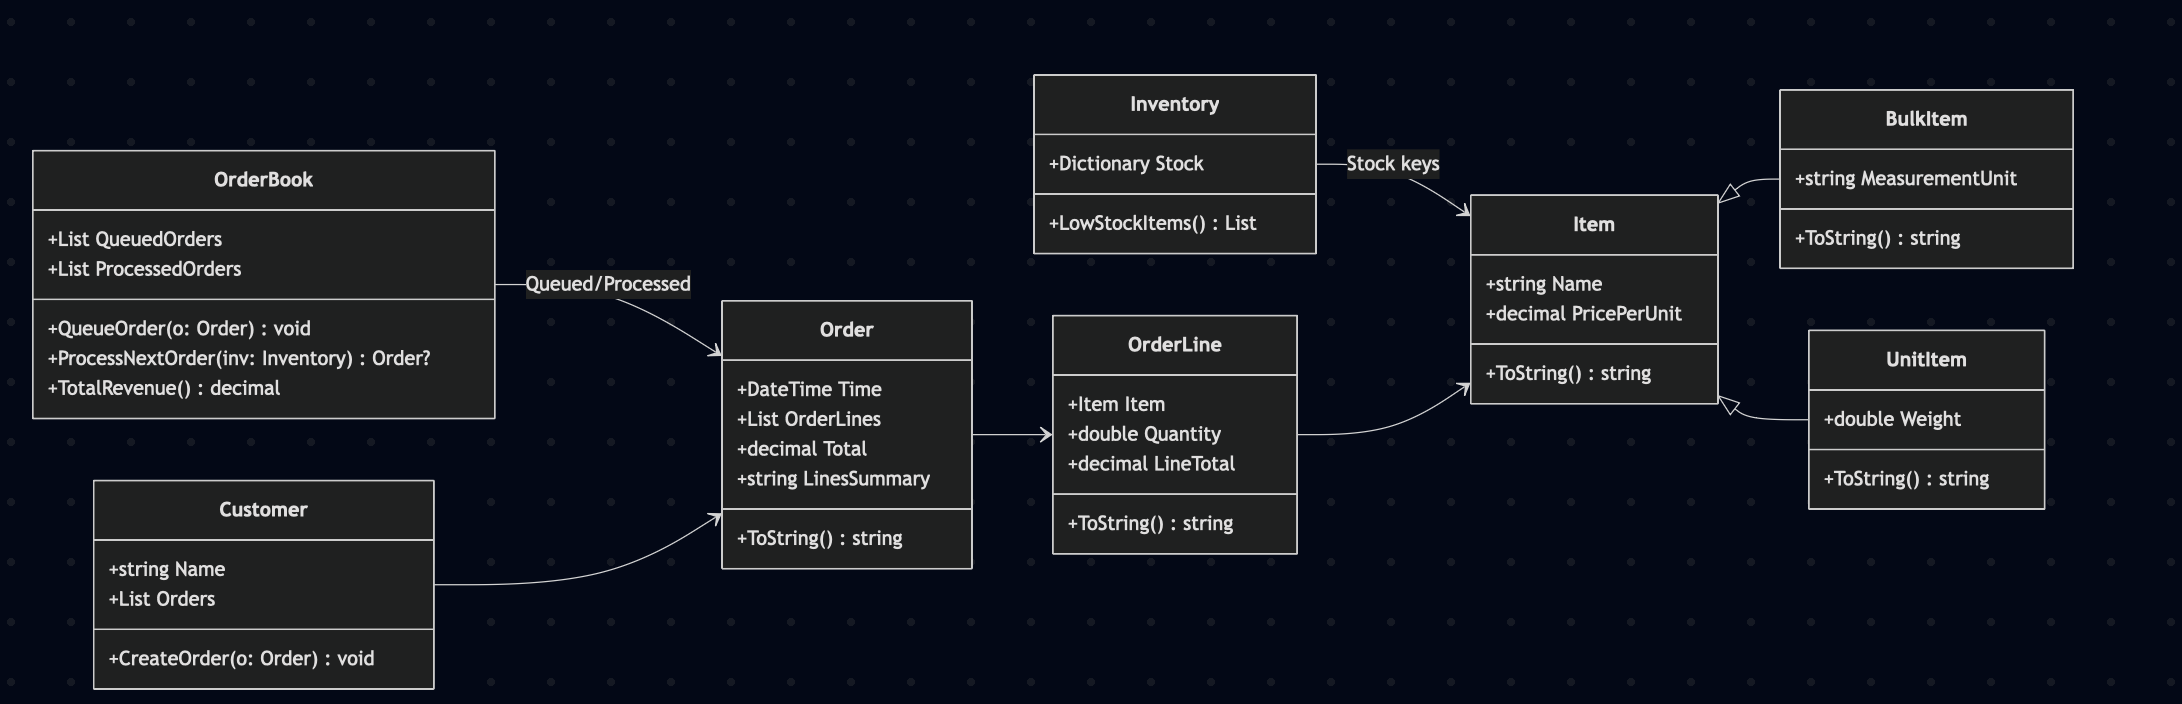 OrderBook
+List QueuedOrders
+List ProcessedOrders
+QueueOrder(o: Order) : void
+ProcessNextOrder(inv: Inventory) : Order?
+TotalRevenue() : decimal
Queued/Processed
Customer
+string Name
+List Orders
+CreateOrder(o: Order) : void
Order
+DateTime Time
+List OrderLines
+decimal Total
+string LinesSummary
+ToString() : string
Inventory
+Dictionary Stock
+LowStockItems() : List
Stock keys
OrderLine
+Item Item
+double Quantity
+decimal LineTotal
+ToString() : string
Item
+string Name
+decimal PricePerUnit
+ToString() : string
BulkItem
+string MeasurementUnit
+ToString() : string
UnitItem
+double Weight
+ToString() : string